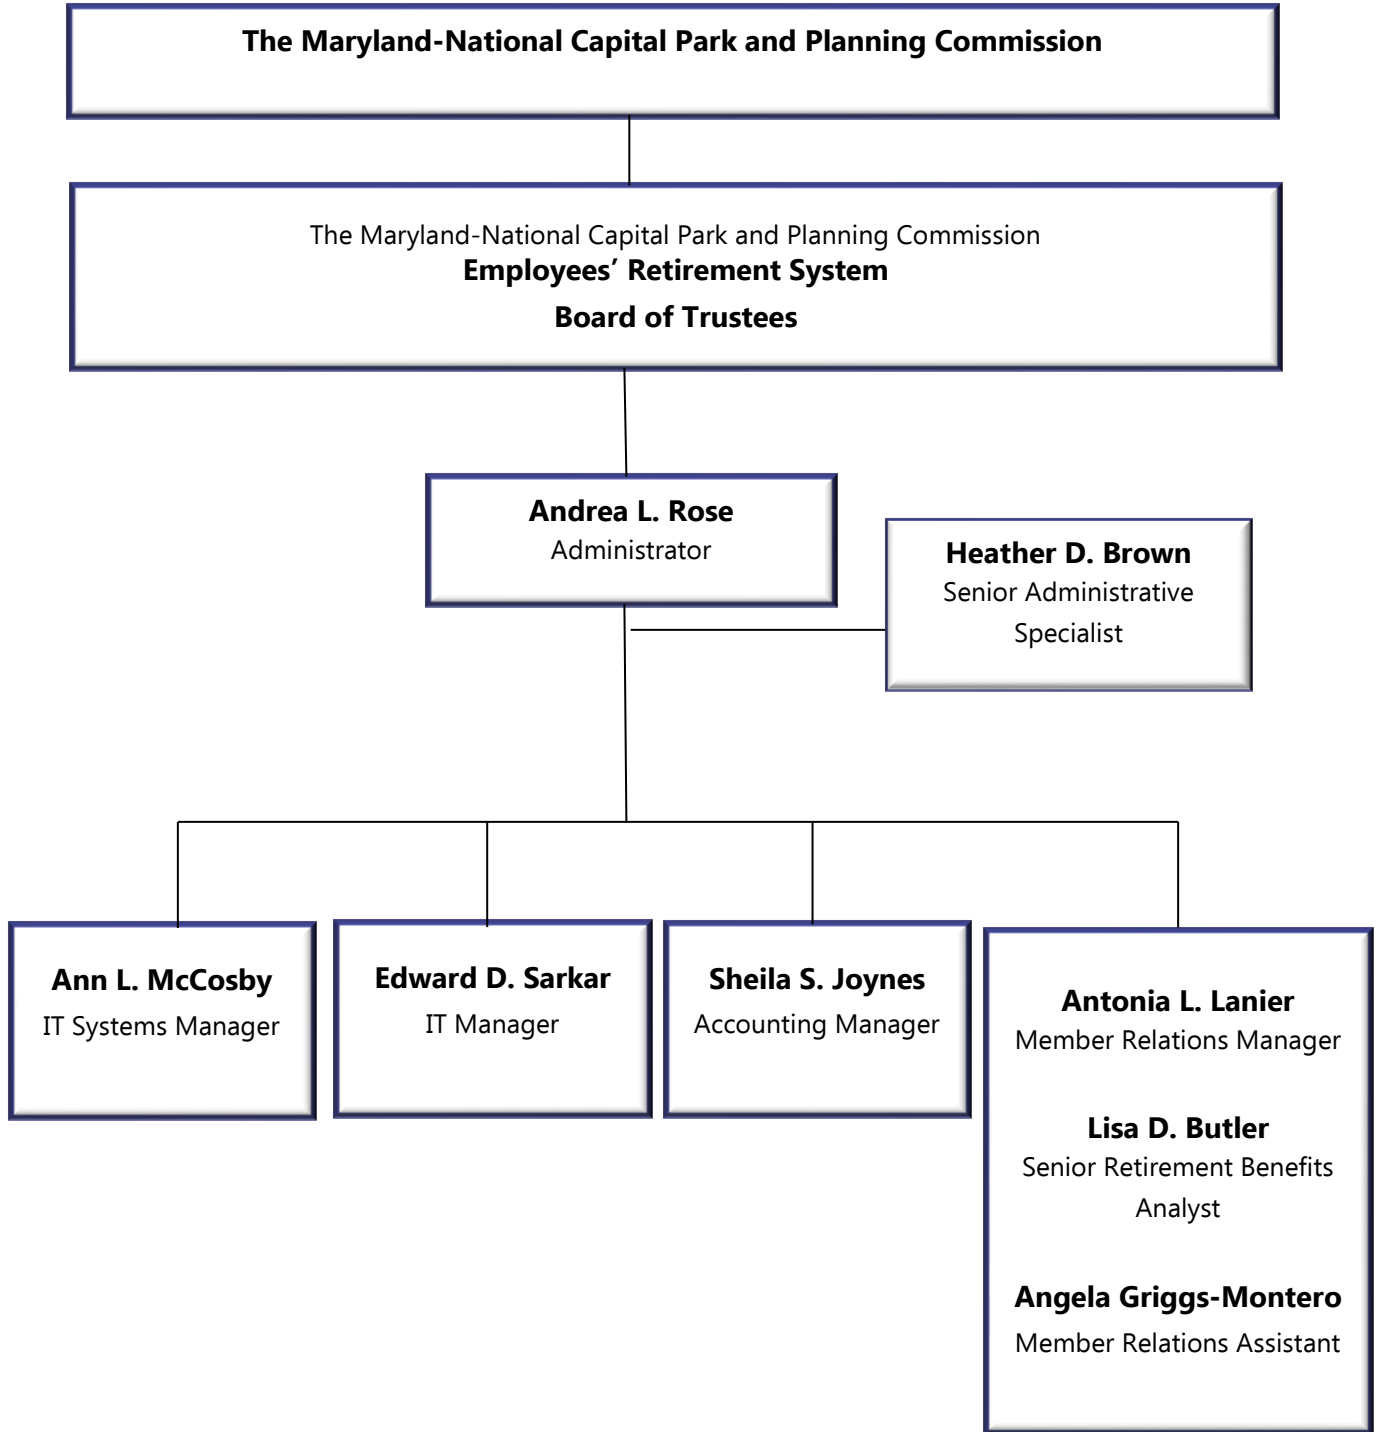 The Maryland-National Capital Park and Planning Commission
The Maryland-National Capital Park and Planning Commission
Employees’ Retirement System
Board of Trustees
Andrea L. Rose
Administrator
Heather D. Brown
Senior Administrative
Specialist
Ann L. McCosby
IT Systems Manager
Edward D. Sarkar
IT Manager
Sheila S. Joynes
Accounting Manager
Antonia L. Lanier
Member Relations Manager
Lisa D. Butler
Senior Retirement Benefits
Analyst
Angela Griggs-Montero
Member Relations Assistant